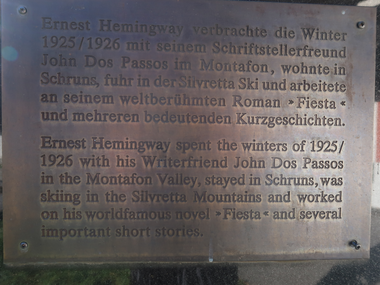 Ernest Hemingway verbrachte die Winter
1925/1926 mit seinem Schriftstellerfreund
John Dos Passos im Montafon, wohnte in
Schruns, fuhr in der Silvretta Ski und arbeitete
an seinem weltberühmten Roman »Fiesta«
und mehreren bedeutenden Kurzgeschichten.
Ernest Hemingway spent the winters of 1925/
1926 with his Writerfriend John Dos Passos
in the Montafon Valley, stayed in Schruns, was
skiing in the Silvretta Mountains and worked
on his worldfamous novel »Fiesta« and several
important short stories.